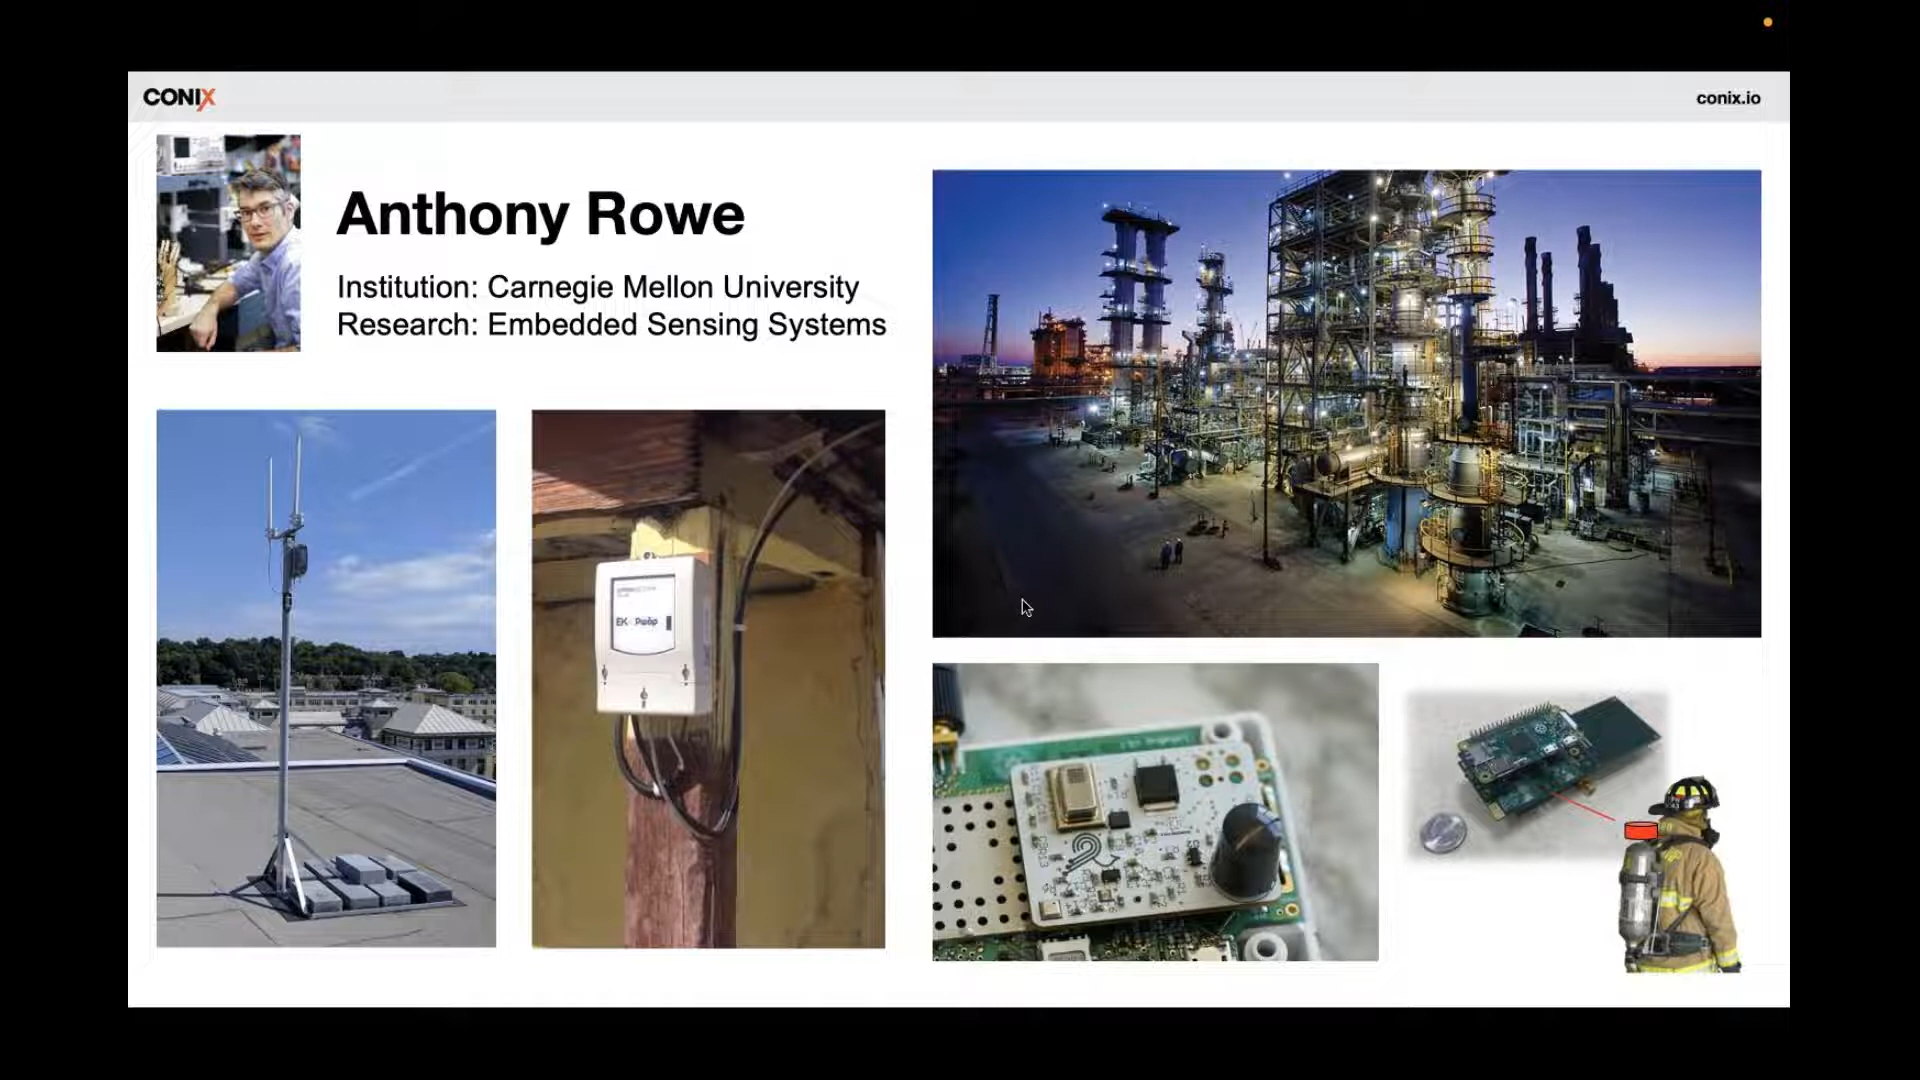 CONIX
conix.io
Anthony Rowe
Institution: Carnegie Mellon University
Research: Embedded Sensing Systems